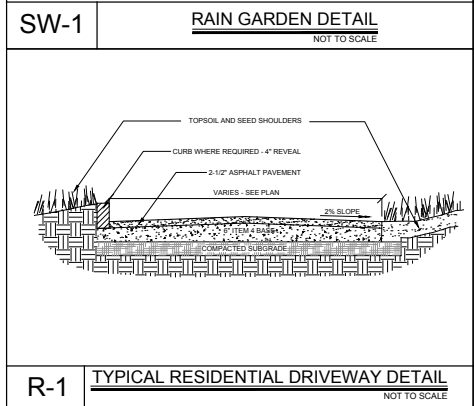 SW-1
RAIN GARDEN DETAIL
NOT TO SCALE
TOPSOIL AND SEED SHOULDERS
CURB WHERE REQUIRED - 4" REVEAL
2-1/2" ASPHALT PAVEMENT
VARIES - SEE PLAN
2% SLOPE
6" ITEM 4 BASE
COMPACTED SUBGRADE
R-1
TYPICAL RESIDENTIAL DRIVEWAY DETAIL
NOT TO SCALE